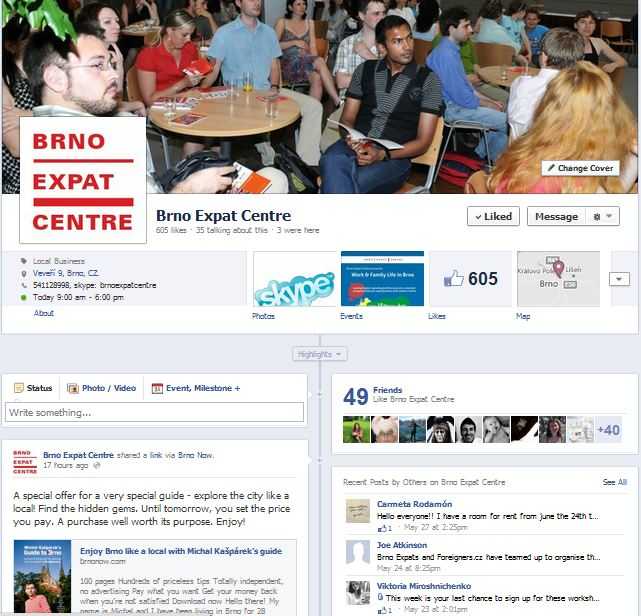 BRNO
EXPAT
CENTRE
Change Cover
Brno Expat Centre
605 likes · 35 talking about this · 3 were here
Liked
Message
Local Business
Veveří 9, Brno, CZ.
541128998, skype: brnoexpatcentre
Today 9:00 am - 6:00 pm
About
skype
Brno Expat Centre presents
Work & Family Life in Brno
605
Královo Pole
Líšeň
Brno
E50
Photos
Events
Likes
Map
Highlights
Status
Photo / Video
Event, Milestone +
Write something...
49 Friends
Like Brno Expat Centre
+40
BRNO
EXPAT
CENTRE
Brno Expat Centre shared a link via Brno Now.
17 hours ago
A special offer for a very special guide - explore the city like a
local! Find the hidden gems. Until tomorrow, you set the price
you pay. A purchase well worth its purpose. Enjoy!
Michal Kašpárek's
Guide to Brno
Enjoy Brno like a local with Michal Kašpárek's guide
brnonow.com
100 pages Hundreds of priceless tips Totally independent,
no advertising Pay what you want Get your money back
when you're not satisfied Download now Hello there! My
name is Michal and I have been living in Brno for 28
Recent Posts by Others on Brno Expat Centre
See All
Carmeta Rodamón
Hello everyone!! I have a room for rent from june the 24th t...
1 · May 27 at 2:25pm
Joe Atkinson
Brno Expats and Foreigners.cz have teamed up to organise th...
May 24 at 8:25pm
Viktoria Miroshnichenko
This week is your last chance to sign up for these worksh...
1 · May 23 at 2:01pm